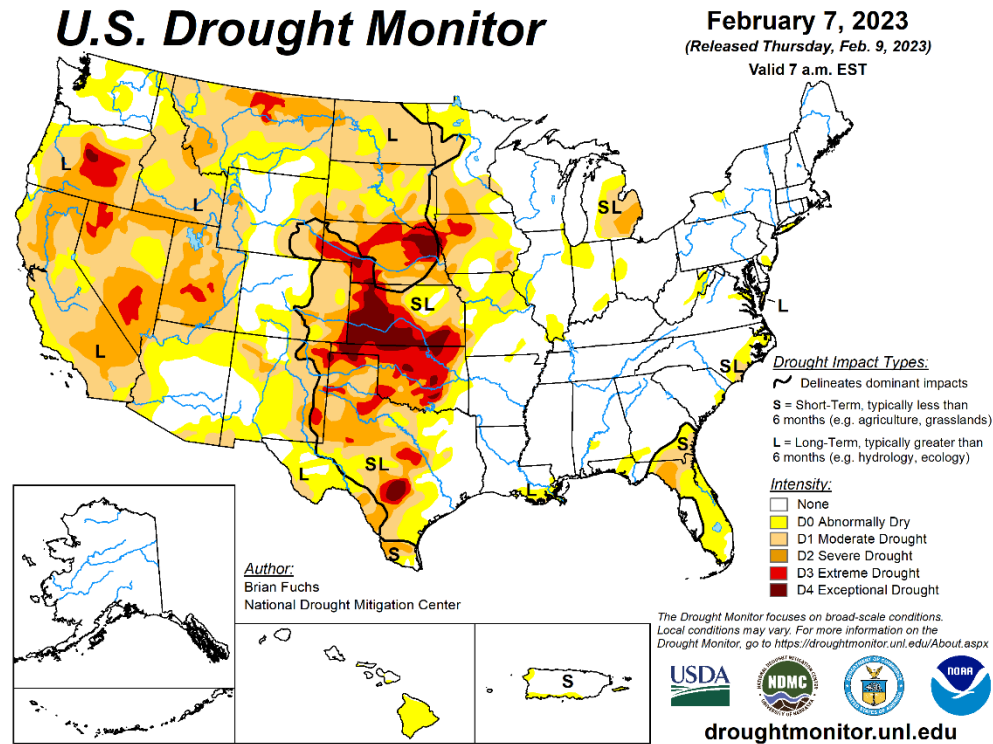 U.S. Drought Monitor
February 7, 2023
(Released Thursday, Feb. 9, 2023)
Valid 7 a.m. EST
L
L
SL
L
SL
L
L
SL
S
SL
L
L
S
Drought Impact Types:
Delineates dominant impacts
S = Short-Term, typically less than
6 months (e.g. agriculture, grasslands)
L = Long-Term, typically greater than
6 months (e.g. hydrology, ecology)
Intensity:
None
D0 Abnormally Dry
D1 Moderate Drought
D2 Severe Drought
D3 Extreme Drought
D4 Exceptional Drought
Author:
Brian Fuchs
National Drought Mitigation Center
S
The Drought Monitor focuses on broad-scale conditions.
Local conditions may vary. For more information on the
Drought Monitor, go to https://droughtmonitor.unl.edu/About.aspx
USDA
NDMC
NOAA
droughtmonitor.unl.edu